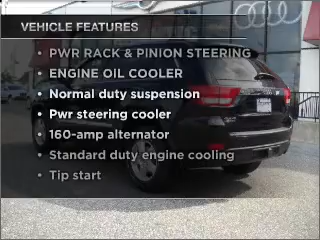 VEHICLE FEATURES
• PWR RACK & PINION STEERING
• ENGINE OIL COOLER
• Normal duty suspension
• Pwr steering cooler
• 160-amp alternator
• Standard duty engine cooling
• Tip start